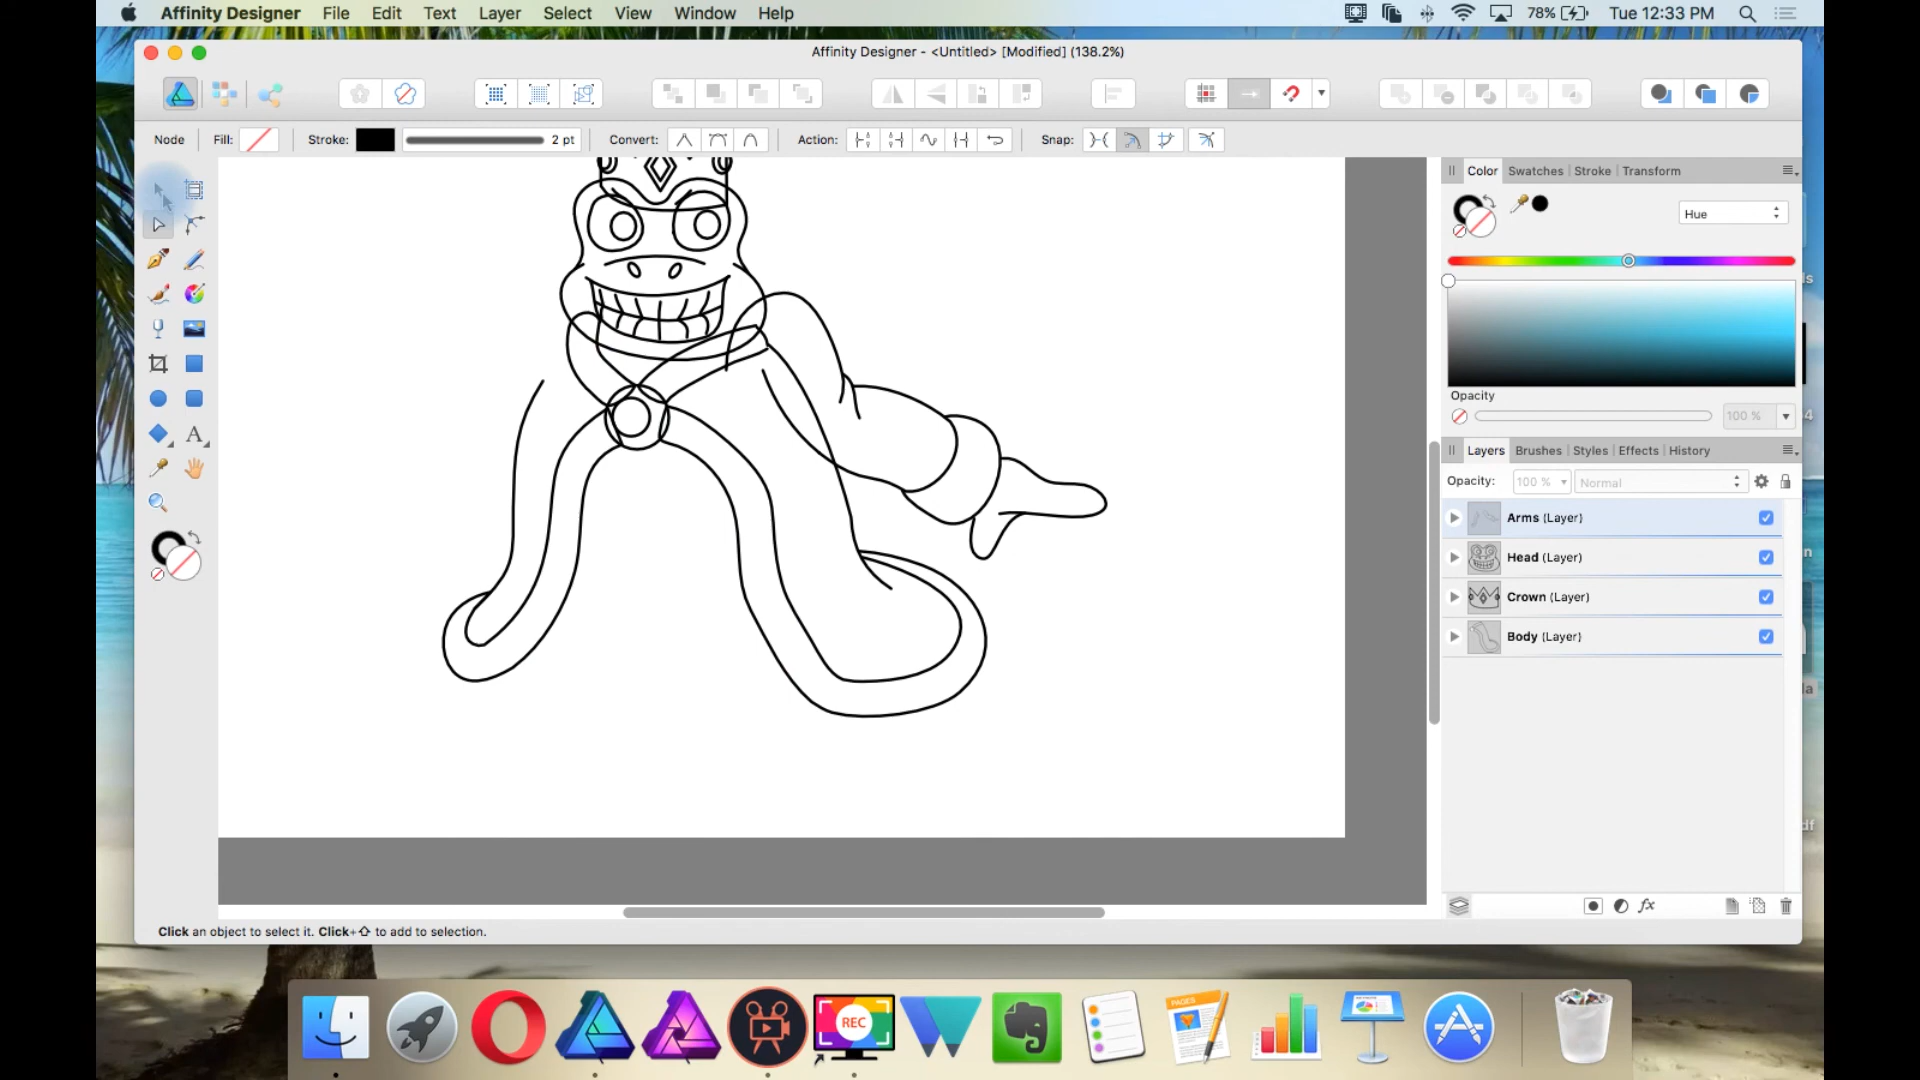 Affinity Designer File Edit Text Layer Select View Window Help 78% Tue 12:33 PM
Affinity Designer - <Untitled> [Modified] (138.2%)
Node Fill: Stroke: 2 pt Convert: Action: Snap:
Color Swatches Stroke Transform
Hue
Opacity
100 %
Layers Brushes Styles Effects History
Opacity: 100 % Normal
Arms (Layer)
Head (Layer)
Crown (Layer)
Body (Layer)
fx
Click an object to select it. Click+⇧ to add to selection.
REC
PAGES